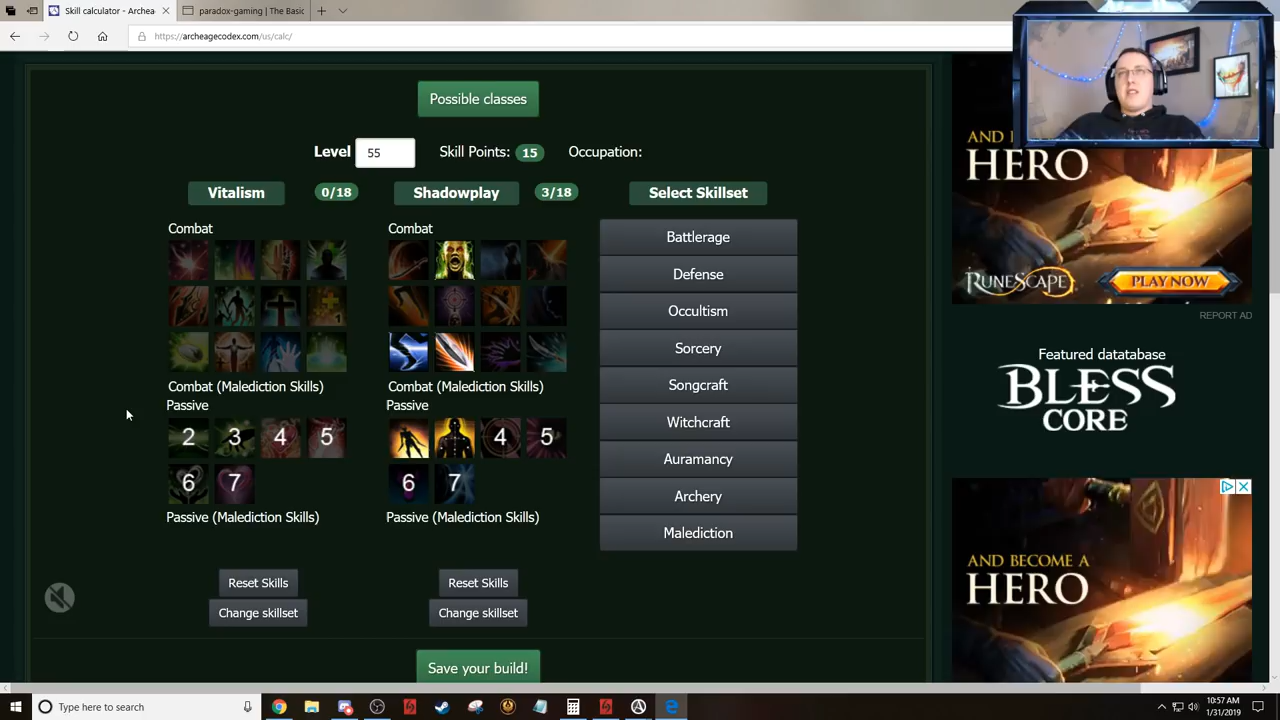 Skill calculator - Archea
paradox-gaming | The Basic
https://archeagecodex.com/us/calc/
Possible classes
Level 55 Skill Points: 15 Occupation:
Vitalism 0/18 Shadowplay 3/18 Select Skillset
Combat
Combat
Battlerage
Defense
Occultism
Sorcery
Songcraft
Witchcraft
Auramancy
Archery
Maledicton
Combat (Malediction Skills)
Combat (Malediction Skills)
Passive
Passive
2 3 4 5
4 5
6 7
6 7
Passive (Malediction Skills)
Passive (Malediction Skills)
Reset Skills
Reset Skills
Change skillset
Change skillset
Save your build!
HERO
RUNESCAPE
PLAY NOW
REPORT AD
Featured datatabase
BLESS
CORE
AND BECOME A
HERO
Type here to search
10:57 AM
1/31/2019